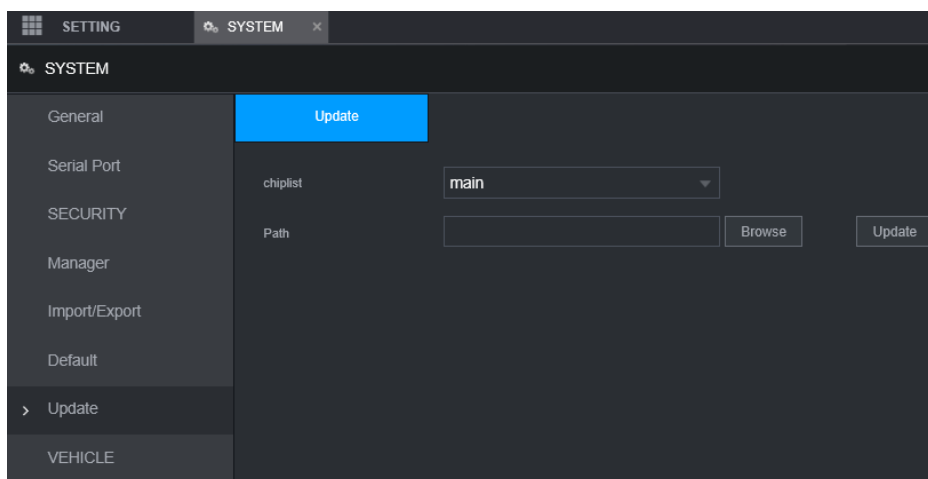 SETTING SYSTEM ×
SYSTEM
General
Update
Serial Port
chiplist main
SECURITY
Path Browse Update
Manager
Import/Export
Default
Update
VEHICLE